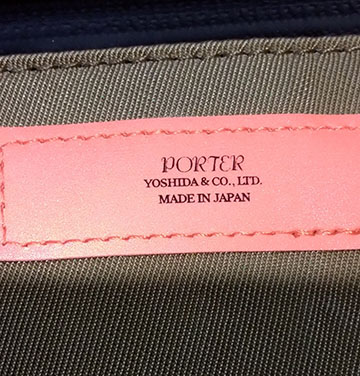 PORTER
YOSHIDA & CO., LTD.
MADE IN JAPAN